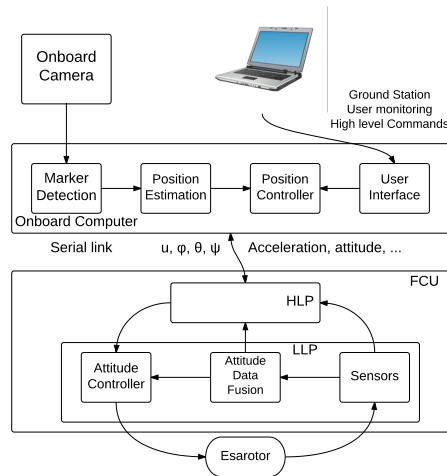 Onboard
Camera
Ground Station
User monitoring
High level Commands
Marker
Detection
Position
Estimation
Position
Controller
User
Interface
Onboard Computer
Serial link
u, φ, θ, ψ
Acceleration, attitude, ...
FCU
HLP
LLP
Attitude
Controller
Attitude
Data
Fusion
Sensors
Esarotor